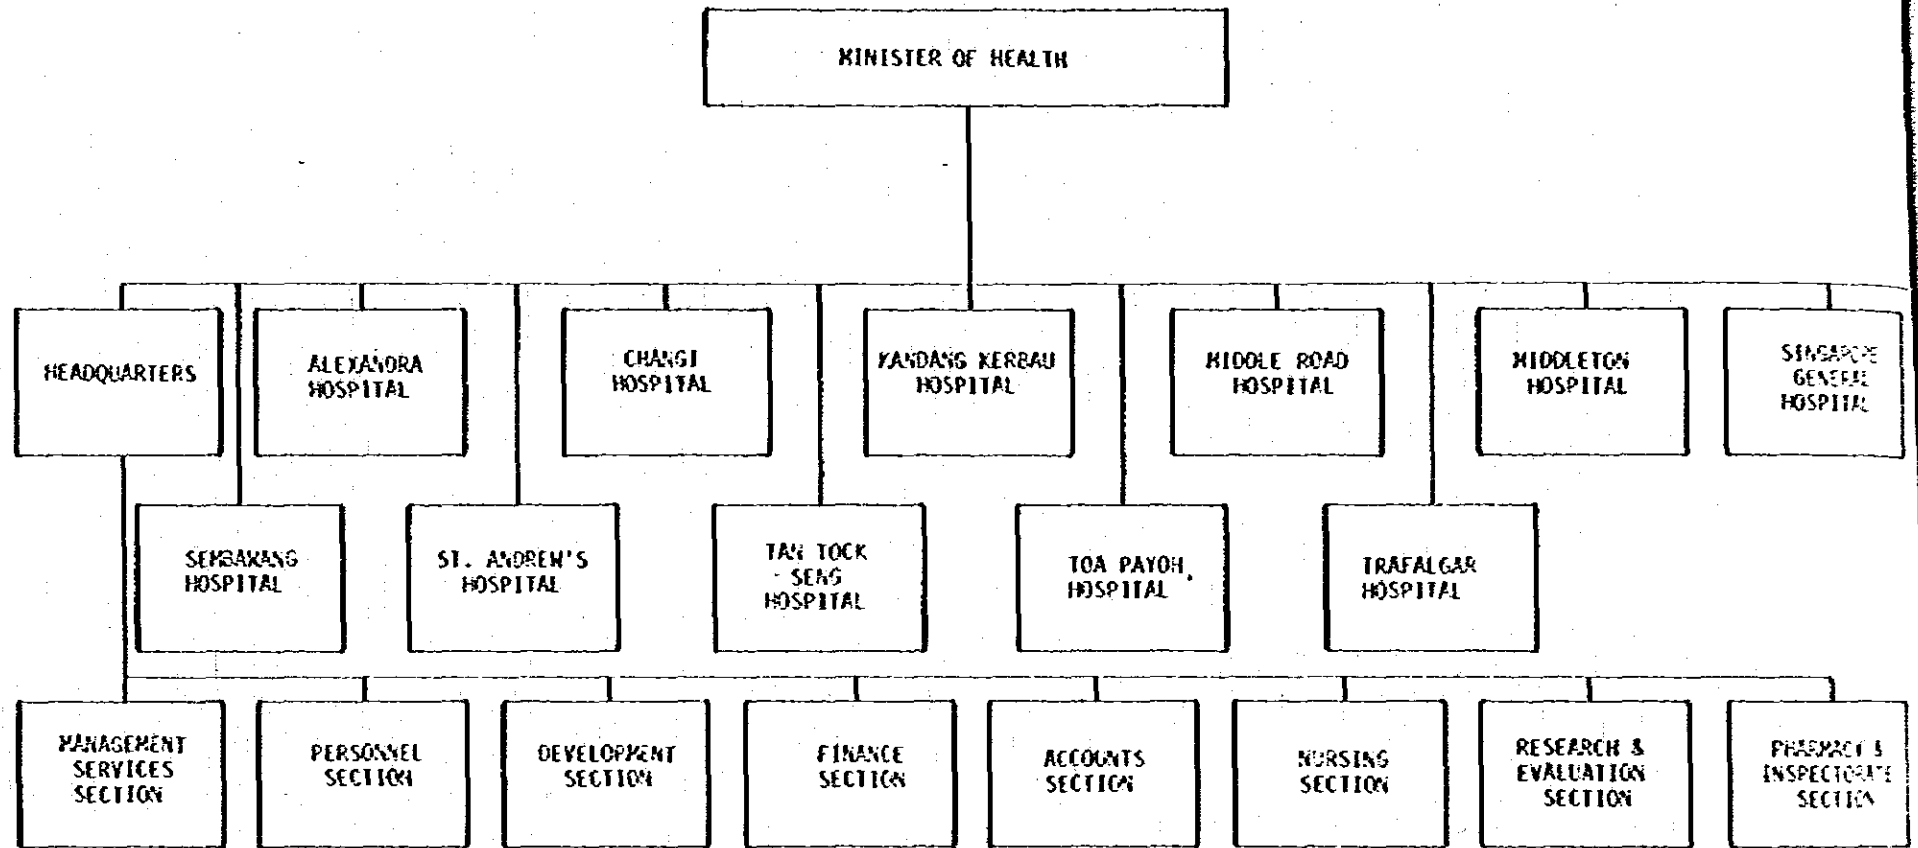 MINISTER OF HEALTH
HEADQUARTERS
ALEXANDRA
HOSPITAL
CHANGI
HOSPITAL
KANDANG KERBAU
HOSPITAL
MIDDLE ROAD
HOSPITAL
MIDDLETON
HOSPITAL
SINGAPORE
GENERAL
HOSPITAL
SEMBAWANG
HOSPITAL
ST. ANDREW'S
HOSPITAL
TAN TOCK
SENG
HOSPITAL
TOA PAYOH
HOSPITAL
TRAFALGAR
HOSPITAL
MANAGEMENT
SERVICES
SECTION
PERSONNEL
SECTION
DEVELOPMENT
SECTION
FINANCE
SECTION
ACCOUNTS
SECTION
NURSING
SECTION
RESEARCH &
EVALUATION
SECTION
PHARMACY &
INSPECTORATE
SECTION